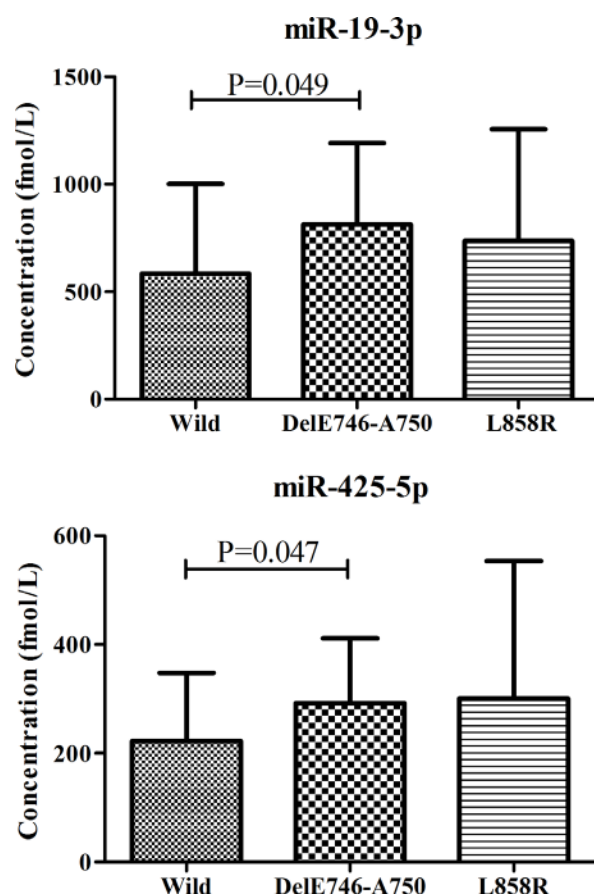 miR-19-3p
Concentration (fmol/L)
1500
1000
500
0
P=0.049
Wild DelE746-A750 L858R
miR-425-5p
Concentration (fmol/L)
600
400
200
0
P=0.047
Wild DelE746-A750 L858R